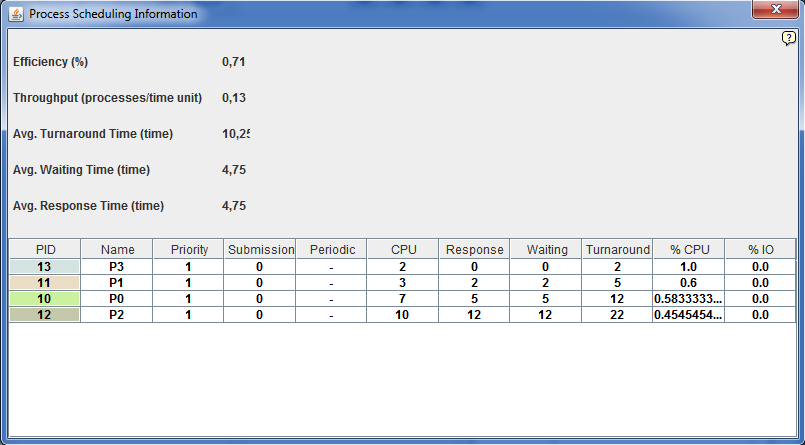 Process Scheduling Information
?
Efficiency (%) 0,71
Throughput (processes/time unit) 0,13
Avg. Turnaround Time (time) 10,25
Avg. Waiting Time (time) 4,75
Avg. Response Time (time) 4,75
PID Name Priority Submission Periodic CPU Response Waiting Turnaround % CPU % IO
13 P3 1 0 - 2 0 0 2 1.0 0.0
11 P1 1 0 - 3 2 2 5 0.6 0.0
10 P0 1 0 - 7 5 5 12 0.5833333... 0.0
12 P2 1 0 - 10 12 12 22 0.4545454... 0.0